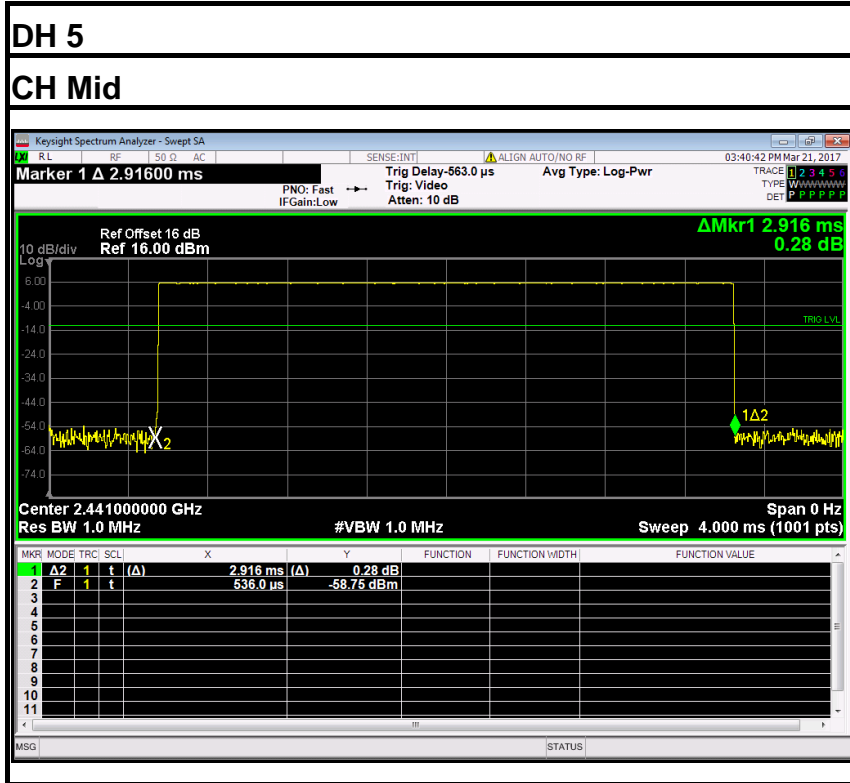 DH 5
CH Mid
Keysight Spectrum Analyzer - Swept SA
LXI RL RF 50 Ω AC SENSE:INT ALIGN AUTO/NO RF 03:40:42 PM Mar 21, 2017
Marker 1 Δ 2.91600 ms
PNO: Fast
IFGain:Low
Trig Delay-563.0 µs
Trig: Video
Atten: 10 dB
Avg Type: Log-Pwr
TRACE 1 2 3 4 5 6
TYPE WWWWWW
DET P P P P P P
ΔMkr1 2.916 ms
0.28 dB
Ref Offset 16 dB
10 dB/div Ref 16.00 dBm
Log
6.00
-4.00
-14.0
TRIG LVL
-24.0
-34.0
-44.0
-54.0
1Δ2
2
-64.0
-74.0
Center 2.441000000 GHz Span 0 Hz
Res BW 1.0 MHz #VBW 1.0 MHz Sweep 4.000 ms (1001 pts)
MKR MODE TRC SCL X Y FUNCTION FUNCTION WIDTH FUNCTION VALUE
1 Δ2 1 t (Δ) 2.916 ms (Δ) 0.28 dB
2 F 1 t 536.0 µs -58.75 dBm
3
4
5
6
7
8
9
10
11
MSG STATUS